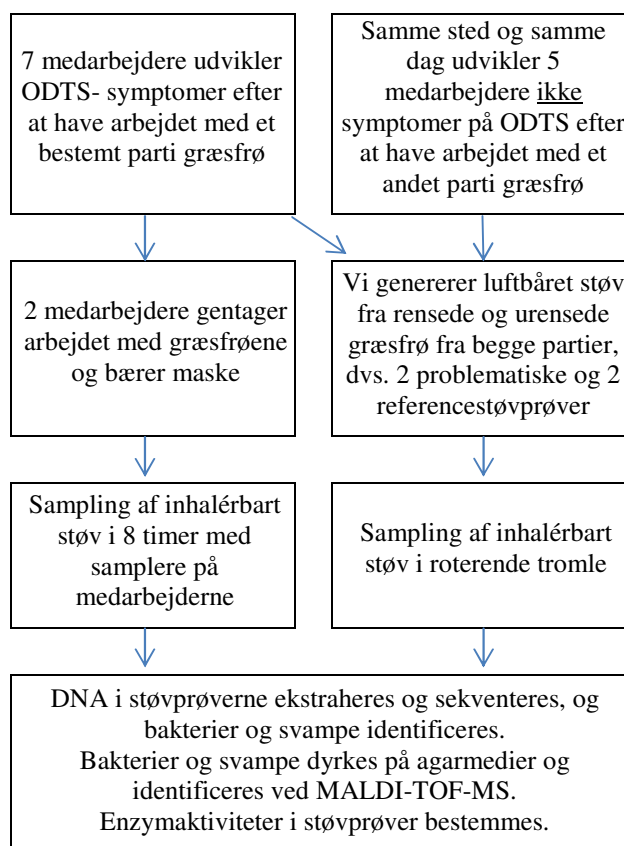 7 medarbejdere udvikler
ODTS- symptomer efter
at have arbejdet med et
bestemt parti græsfrø
Samme sted og samme
dag udvikler 5
medarbejdere ikke
symptomer på ODTS efter
at have arbejdet med et
andet parti græsfrø
2 medarbejdere gentager
arbejdet med græsfrøene
og bærer maske
Vi genererer luftbåret støv
fra rensede og urensede
græsfrø fra begge partier,
dvs. 2 problematiske og 2
referencestøvprøver
Sampling af inhalérbart
støv i 8 timer med
samplere på
medarbejderne
Sampling af inhalérbart
støv i roterende tromle
DNA i støvprøverne ekstraheres og sekventeres, og
bakterier og svampe identificeres.
Bakterier og svampe dyrkes på agarmedier og
identificeres ved MALDI-TOF-MS.
Enzymaktiviteter i støvprøver bestemmes.